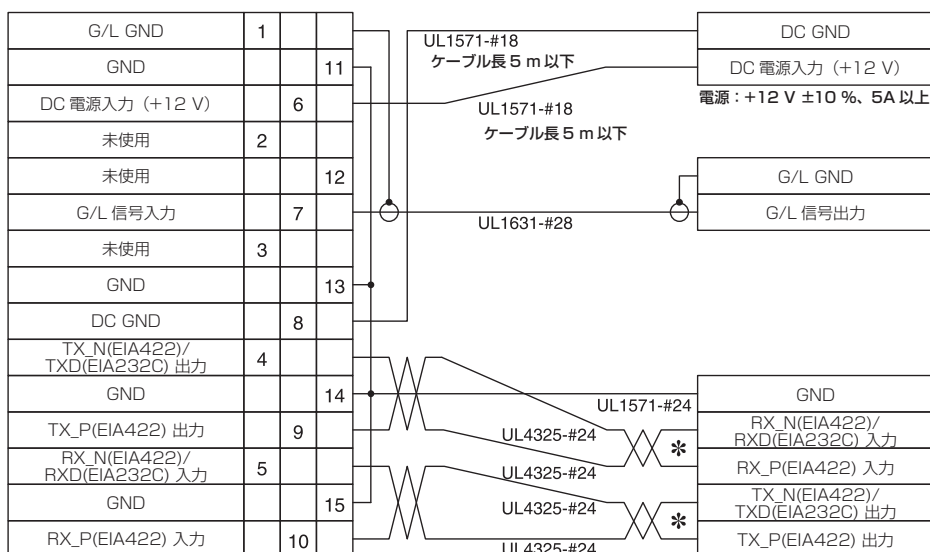 G/L GND 1
GND 11
DC 電源入力（+12 V） 6
未使用 2
未使用 12
G/L 信号入力 7
未使用 3
GND 13
DC GND 8
TX_N(EIA422)/
TXD(EIA232C) 出力 4
GND 14
TX_P(EIA422) 出力 9
RX_N(EIA422)/
RXD(EIA232C) 入力 5
GND 15
RX_P(EIA422) 入力 10
UL1571-#18
ケーブル長 5 m 以下
UL1571-#18
ケーブル長 5 m 以下
UL1631-#28
UL1571-#24
UL4325-#24
UL4325-#24
UL4325-#24
UL4325-#24
*
*
DC GND
DC 電源入力（+12 V）
電源：+12 V ±10 %、5A 以上
G/L GND
G/L 信号出力
GND
RX_N(EIA422)/
RXD(EIA232C) 入力
RX_P(EIA422) 入力
TX_N(EIA422)/
TXD(EIA232C) 出力
TX_P(EIA422) 出力